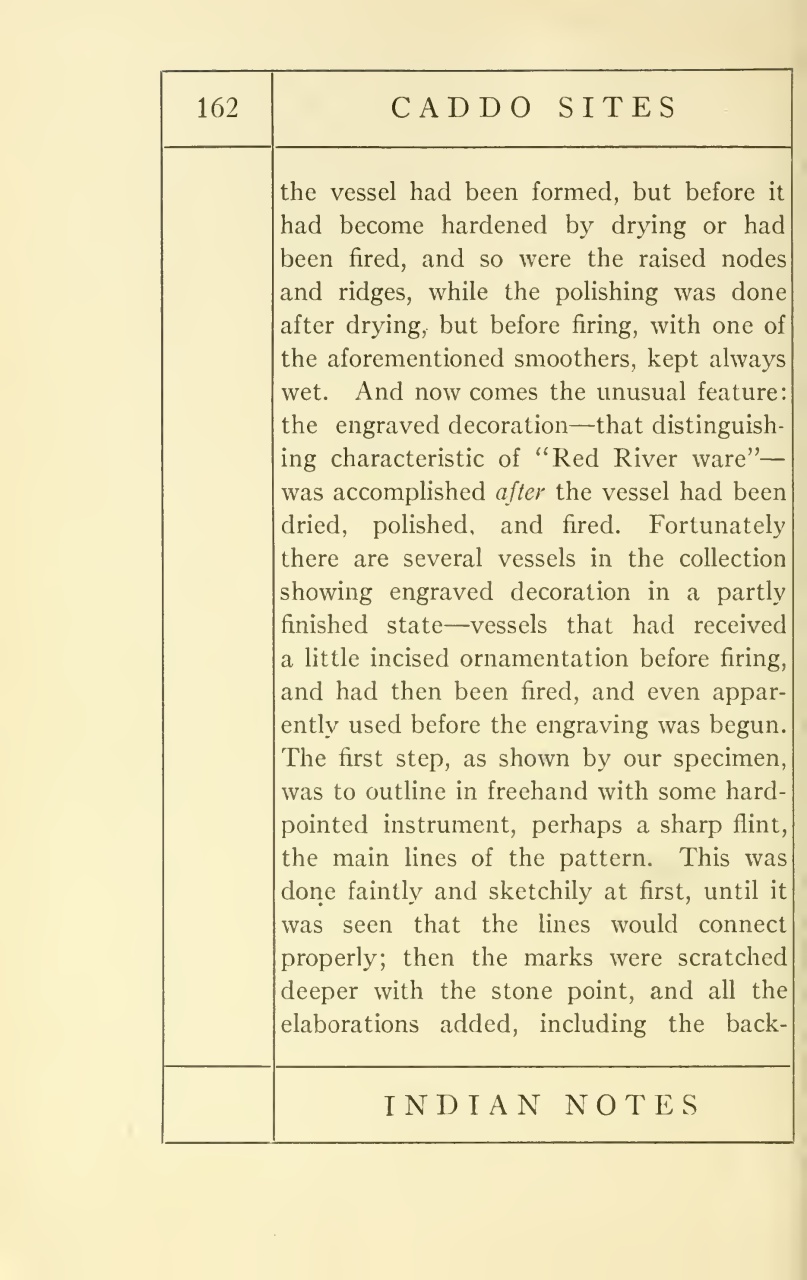 162
CADDO SITES
the vessel had been formed, but before it
had become hardened by drying or had
been fired, and so were the raised nodes
and ridges, while the polishing was done
after drying, but before firing, with one of
the aforementioned smoothers, kept always
wet. And now comes the unusual feature:
the engraved decoration—that distinguish-
ing characteristic of “Red River ware”—
was accomplished after the vessel had been
dried, polished, and fired. Fortunately
there are several vessels in the collection
showing engraved decoration in a partly
finished state—vessels that had received
a little incised ornamentation before firing,
and had then been fired, and even appar-
ently used before the engraving was begun.
The first step, as shown by our specimen,
was to outline in freehand with some hard-
pointed instrument, perhaps a sharp flint,
the main lines of the pattern. This was
done faintly and sketchily at first, until it
was seen that the lines would connect
properly; then the marks were scratched
deeper with the stone point, and all the
elaborations added, including the back-
INDIAN NOTES